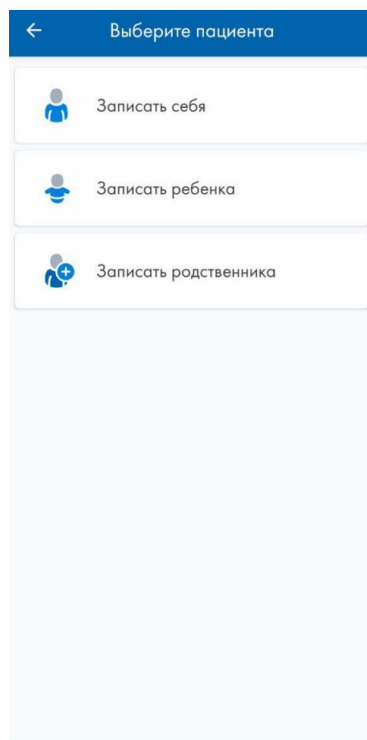 Выберите пациента
Записать себя
Записать ребенка
Записать родственника